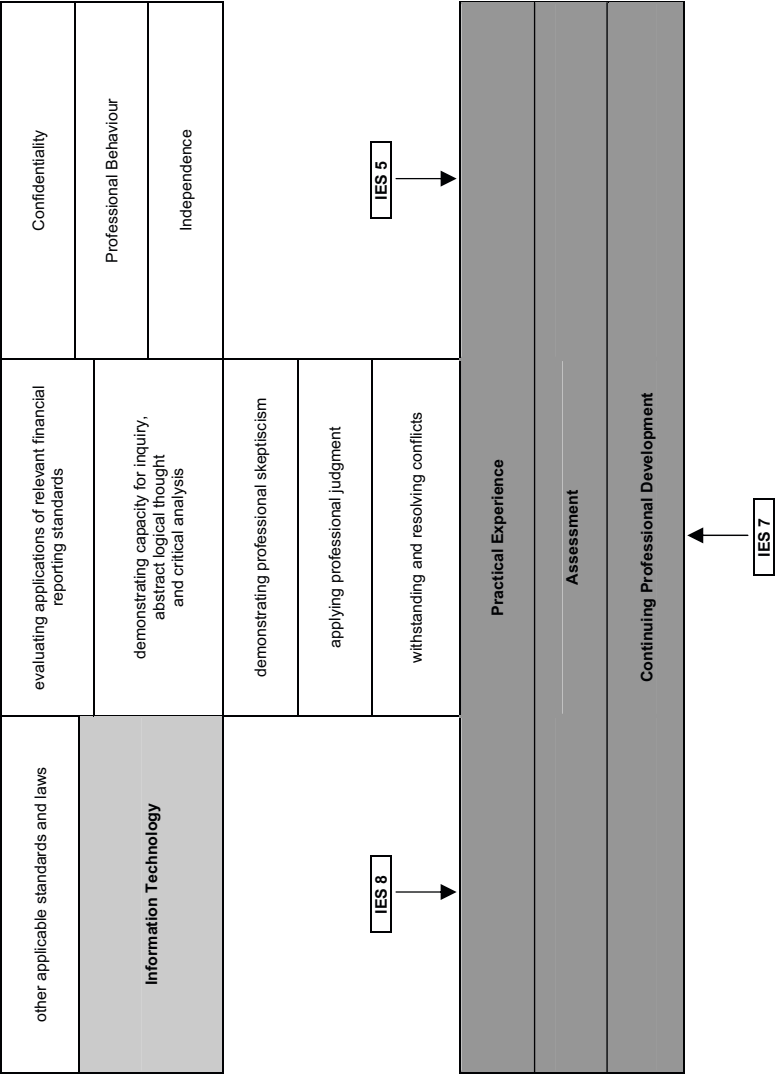 other applicable standards and laws
Information Technology
evaluating applications of relevant financial
reporting standards
demonstrating capacity for inquiry,
abstract logical thought
and critical analysis
demonstrating professional skeptiscism
applying professional judgment
withstanding and resolving conflicts
Confidentiality
Professional Behaviour
Independence
IES 8
IES 5
Practical Experience
Assessment
Continuing Professional Development
IES 7